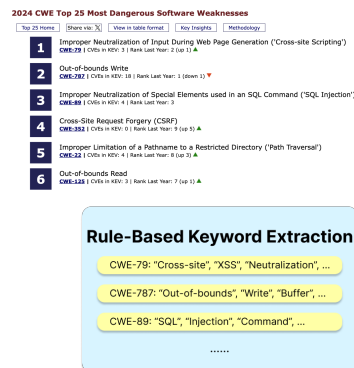 2024 CWE Top 25 Most Dangerous Software Weaknesses
Top 25 Home Share via: X View in table format Key Insights Methodology
1 Improper Neutralization of Input During Web Page Generation ('Cross-site Scripting')
CWE-79 | CVEs in KEV: 3 | Rank Last Year: 2 (up 1) ▲
2 Out-of-bounds Write
CWE-787 | CVEs in KEV: 18 | Rank Last Year: 1 (down 1) ▼
3 Improper Neutralization of Special Elements used in an SQL Command ('SQL Injection')
CWE-89 | CVEs in KEV: 4 | Rank Last Year: 3
4 Cross-Site Request Forgery (CSRF)
CWE-352 | CVEs in KEV: 0 | Rank Last Year: 9 (up 5) ▲
5 Improper Limitation of a Pathname to a Restricted Directory ('Path Traversal')
CWE-22 | CVEs in KEV: 4 | Rank Last Year: 8 (up 3) ▲
6 Out-of-bounds Read
CWE-125 | CVEs in KEV: 3 | Rank Last Year: 7 (up 1) ▲
Rule-Based Keyword Extraction
CWE-79: “Cross-site”, “XSS”, “Neutralization”, ...
CWE-787: “Out-of-bounds”, “Write”, “Buffer”, ...
CWE-89: “SQL”, “Injection”, “Command”, ...
......